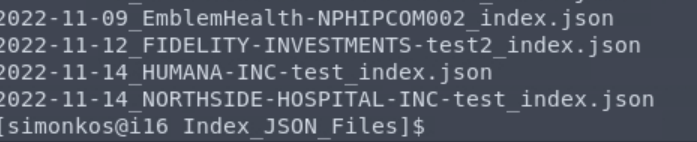 2022-11-09_EmblemHealth-NPHIPCOM002_index.json
2022-11-12_FIDELITY-INVESTMENTS-test2_index.json
2022-11-14_HUMANA-INC-test_index.json
2022-11-14_NORTHSIDE-HOSPITAL-INC-test_index.json
[simonkos@i16 Index_JSON_Files]$